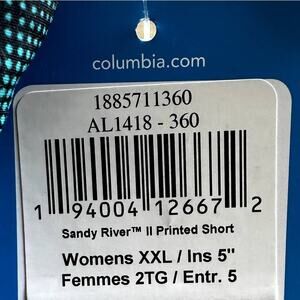 columbia.com
1885711360
AL1418 - 360
1 94004 12667 2
Sandy River™ II Printed Short
Womens XXL / Ins 5"
Femmes 2TG / Entr. 5